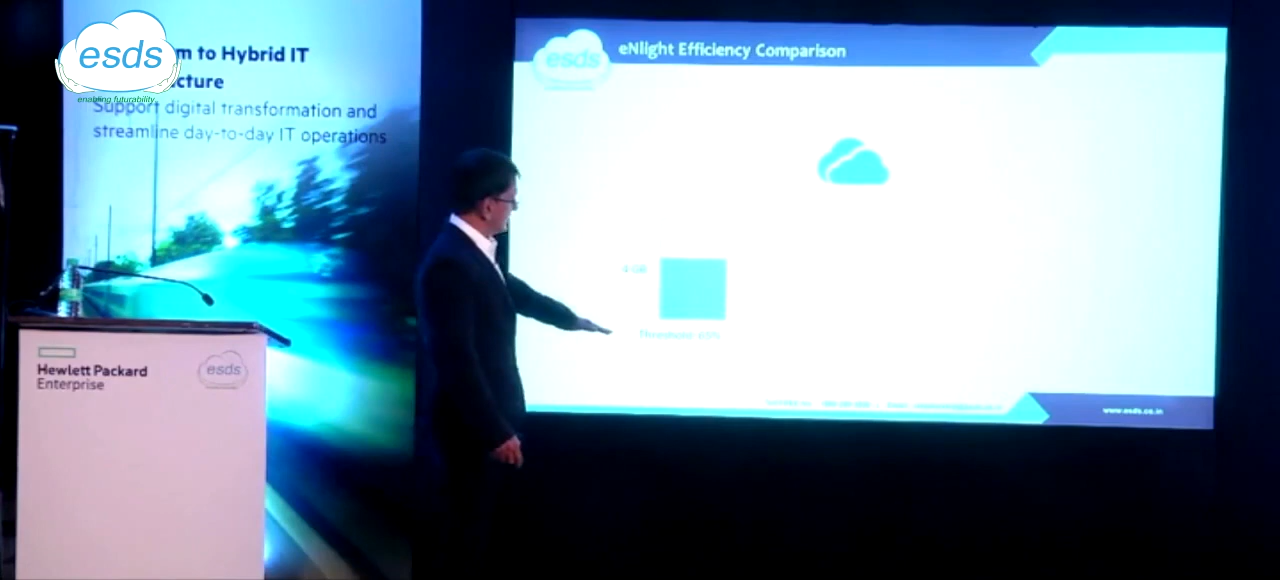 esds
enabling futurability
m to Hybrid IT
cture
Support digital transformation and
streamline day-to-day IT operations
Hewlett Packard
Enterprise
esds
esds
eNlight Efficiency Comparison
Threshold
www.esds.co.in